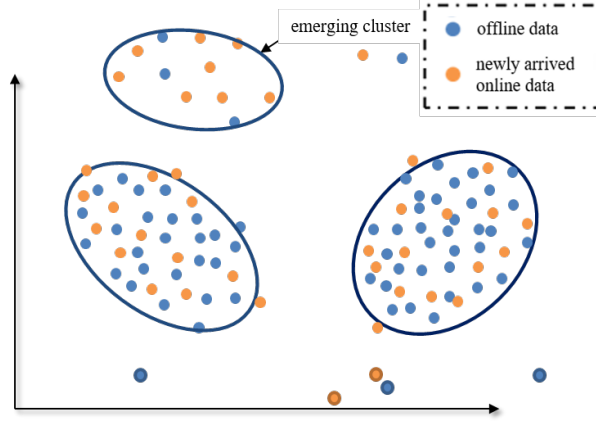 emerging cluster
offline data
newly arrived
online data